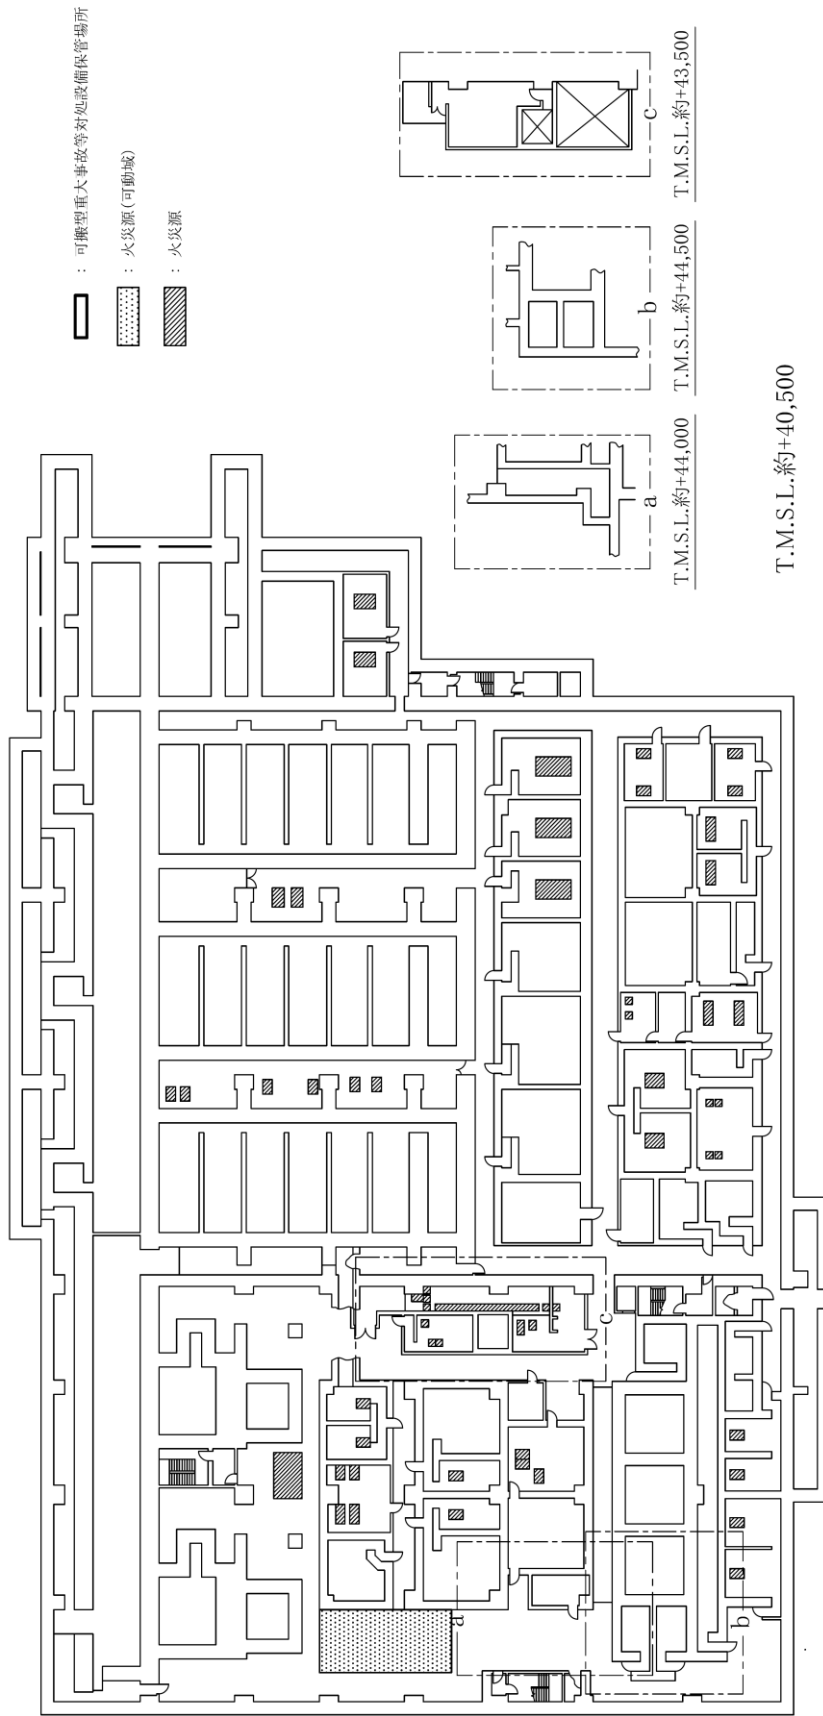 ： 可搬型重大事故等対処設備保管場所
： 火災源(可動域)
： 火災源
c
T.M.S.L.約+43,500
b
T.M.S.L.約+44,500
a
T.M.S.L.約+44,000
T.M.S.L.約+40,500
c
a
b